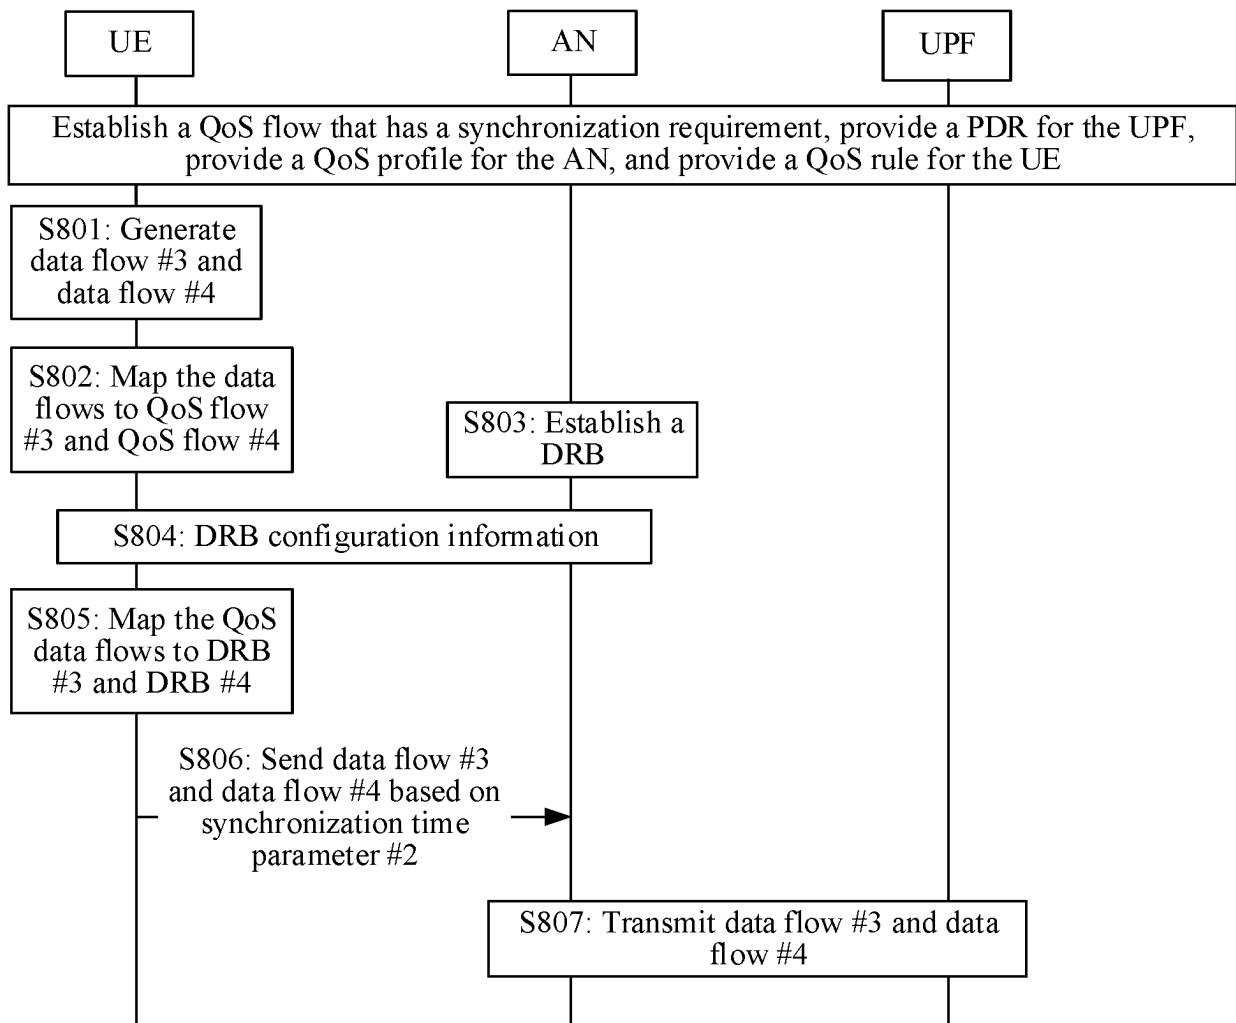 UE
AN
UPF
Establish a QoS flow that has a synchronization requirement, provide a PDR for the UPF,
provide a QoS profile for the AN, and provide a QoS rule for the UE
S801: Generate
data flow #3 and
data flow #4
S802: Map the data
flows to QoS flow
#3 and QoS flow #4
S803: Establish a
DRB
S804: DRB configuration information
S805: Map the QoS
data flows to DRB
#3 and DRB #4
S806: Send data flow #3
and data flow #4 based on
synchronization time
parameter #2
S807: Transmit data flow #3 and data
flow #4